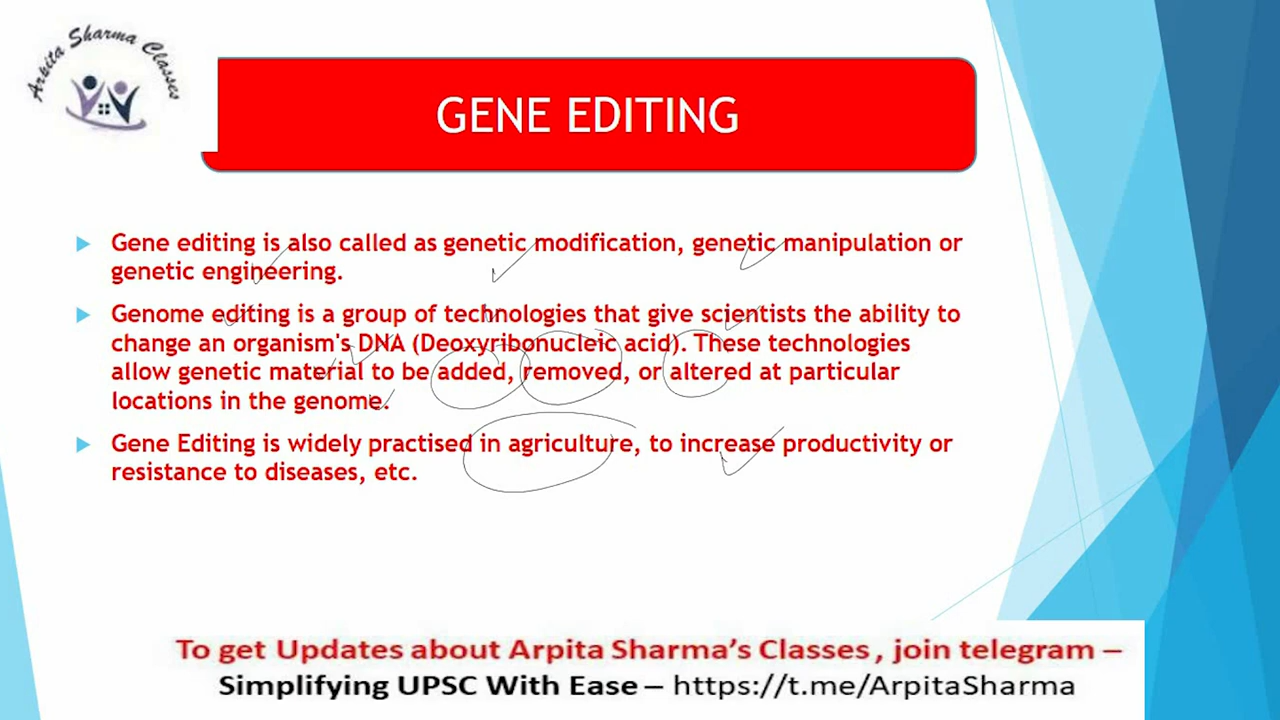 Arpita Sharma Classes
GENE EDITING
Gene editing is also called as genetic modification, genetic manipulation or
genetic engineering.
Genome editing is a group of technologies that give scientists the ability to
change an organism's DNA (Deoxyribonucleic acid). These technologies
allow genetic material to be added, removed, or altered at particular
locations in the genome.
Gene Editing is widely practised in agriculture, to increase productivity or
resistance to diseases, etc.
To get Updates about Arpita Sharma's Classes , join telegram –
Simplifying UPSC With Ease – https://t.me/ArpitaSharma